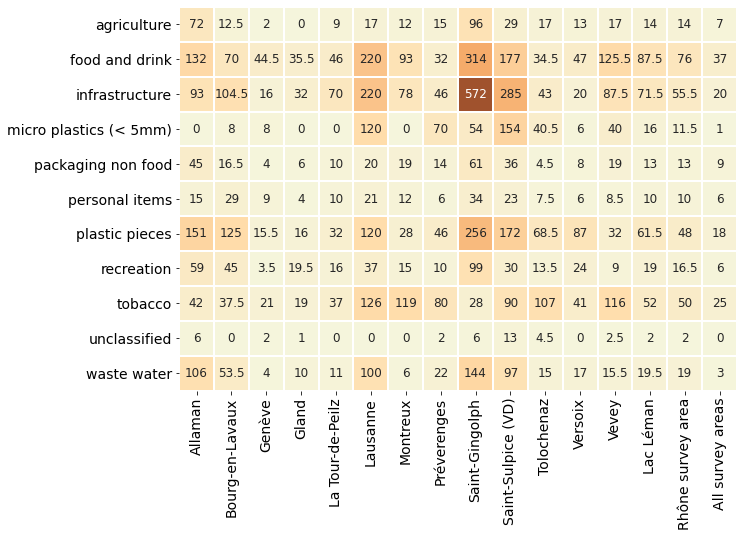 agriculture 72 12.5 2 0 9 17 12 15 96 29 17 13 17 14 14 7
food and drink 132 70 44.5 35.5 46 220 93 32 314 177 34.5 47 125.5 87.5 76 37
infrastructure 93 104.5 16 32 70 220 78 46 572 285 43 20 87.5 71.5 55.5 20
micro plastics (< 5mm) 0 8 8 0 0 120 0 70 54 154 40.5 6 40 16 11.5 1
packaging non food 45 16.5 4 6 10 20 19 14 61 36 4.5 8 19 13 13 9
personal items 15 29 9 4 10 21 12 6 34 23 7.5 6 8.5 10 10 6
plastic pieces 151 125 15.5 16 32 120 28 46 256 172 68.5 87 32 61.5 48 18
recreation 59 45 3.5 19.5 16 37 15 10 99 30 13.5 24 9 19 16.5 6
tobacco 42 37.5 21 19 37 126 119 80 28 90 107 41 116 52 50 25
unclassified 6 0 2 1 0 0 0 2 6 13 4.5 0 2.5 2 2 0
waste water 106 53.5 4 10 11 100 6 22 144 97 15 17 15.5 19.5 19 3
Allaman
Bourg-en-Lavaux
Genève
Gland
La Tour-de-Peilz
Lausanne
Montreux
Préverenges
Saint-Gingolph
Saint-Sulpice (VD)
Tolochenaz
Versoix
Vevey
Lac Léman
Rhône survey area
All survey areas